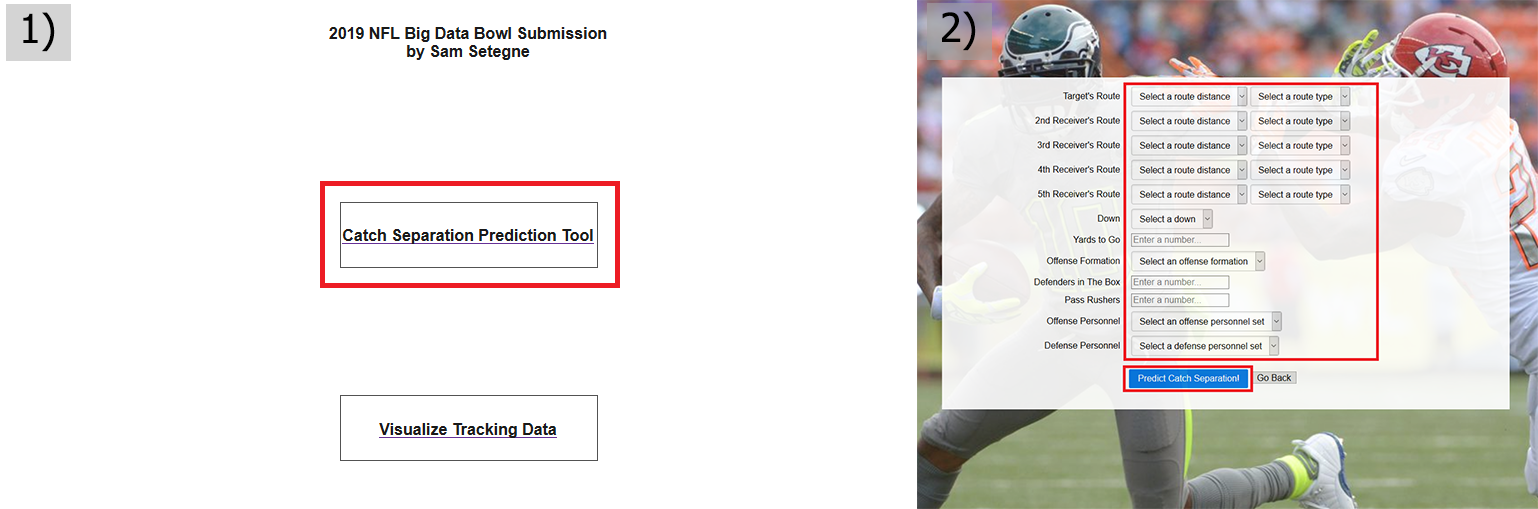 1)
2019 NFL Big Data Bowl Submission
by Sam Setegne
Catch Separation Prediction Tool
Visualize Tracking Data
2)
Target's Route Select a route distance Select a route type
2nd Receiver's Route Select a route distance Select a route type
3rd Receiver's Route Select a route distance Select a route type
4th Receiver's Route Select a route distance Select a route type
5th Receiver's Route Select a route distance Select a route type
Down Select a down
Yards to Go Enter a number...
Offense Formation Select an offense formation
Defenders in The Box Enter a number...
Pass Rushers Enter a number...
Offense Personnel Select an offense personnel set
Defense Personnel Select a defense personnel set
Predict Catch Separation! Go Back